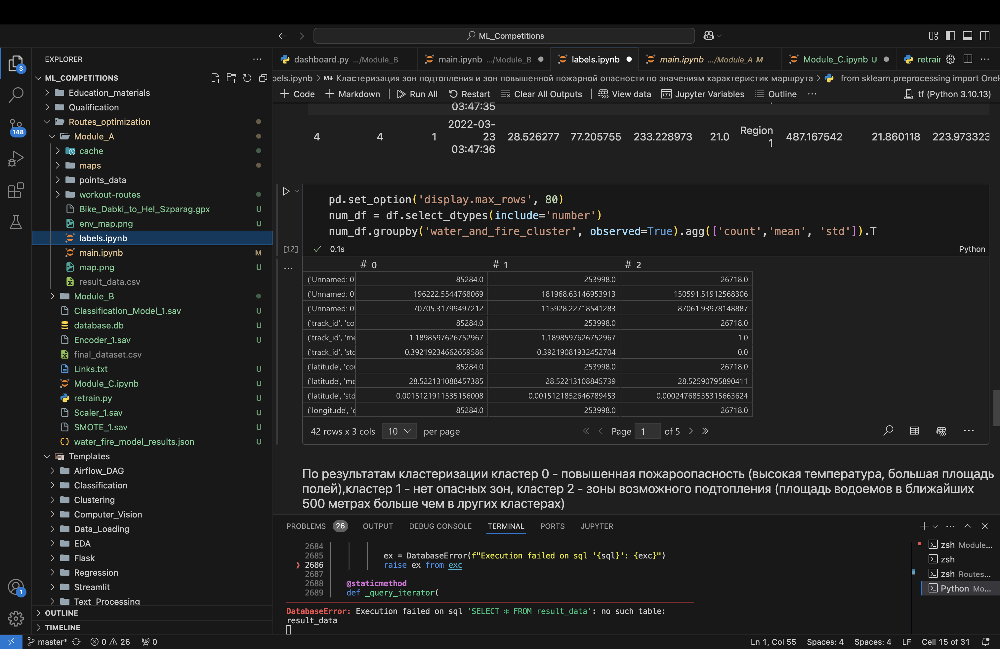 ML_Competitions
EXPLORER
ML_COMPETITIONS
Education_materials
Qualification
Routes_optimization
Module_A
cache
maps
points_data
workout-routes
Bike_Dabki_to_Hel_Szparag.gpx U
env_map.png U
labels.ipynb
main.ipynb M
map.png U
result_data.csv
Module_B
Classification_Model_1.sav U
database.db U
Encoder_1.sav U
final_dataset.csv
Links.txt U
Module_C.ipynb U
retrain.py U
Scaler_1.sav U
SMOTE_1.sav U
water_fire_model_results.json U
Templates
Airflow_DAG
Classification
Clustering
Computer_Vision
Data_Loading
EDA
Flask
Regression
Streamlit
Text_Processing
OUTLINE
TIMELINE
3
148
1
dashboard.py .../Module_B main.ipynb .../Module_B labels.ipynb main.ipynb .../Module_A M Module_C.ipynb U retrair
bels.ipynb > M↓ Кластеризация зон подтопления и зон повышенной пожарной опасности по значениям характеристик маршрута > from sklearn.preprocessing import OneH
+ Code + Markdown Run All Restart Clear All Outputs View data Jupyter Variables Outline ... tf (Python 3.10.13)
03:47:35
4 4 1 2022-03-23 03:47:36 28.526277 77.205755 233.228973 21.0 Region 1 487.167542 21.860118 223.973323
pd.set_option('display.max_rows', 80)
num_df = df.select_dtypes(include='number')
num_df.groupby('water_and_fire_cluster', observed=True).agg(['count','mean', 'std']).T
[12] 0.1s Python
# 0 # 1 # 2
('Unnamed: 0' 85284.0 253998.0 26718.0
('Unnamed: 0' 196222.5544768069 181968.63146953913 150591.51912568306
('Unnamed: 0' 70705.31799497212 115928.22718541283 87061.93978148887
('track_id', 'co 85284.0 253998.0 26718.0
('track_id', 'me 1.1898597626752967 1.1898597626752967 1.0
('track_id', 'stc 0.39219234662659586 0.39219081932452704 0.0
('latitude', 'cou 85284.0 253998.0 26718.0
('latitude', 'me 28.522131088457385 28.52213108845739 28.52590795890411
('latitude', 'std 0.0015121911535156008 0.0015121852646789453 0.00024768535315663624
('longitude', 'c 85284.0 253998.0 26718.0
42 rows x 3 cols 10 per page Page 1 of 5
По результатам кластеризации кластер 0 - повышенная пожароопасность (высокая температура, большая площадь
полей),кластер 1 - нет опасных зон, кластер 2 - зоны возможного подтопления (площадь водоемов в ближайших
500 метрах больше чем в лругих кластерах)
PROBLEMS 26 OUTPUT DEBUG CONSOLE TERMINAL PORTS JUPYTER
2684
2685 ex = DatabaseError(f"Execution failed on sql '{sql}': {exc}")
❱ 2686 raise ex from exc
2687
2688 @staticmethod
2689 def _query_iterator(
DatabaseError: Execution failed on sql 'SELECT * FROM result_data': no such table:
result_data
zsh Module...
zsh
zsh Routes...
Python Mo...
master* 0 26 0 Ln 1, Col 55 Spaces: 4 Spaces: 4 LF Cell 15 of 31